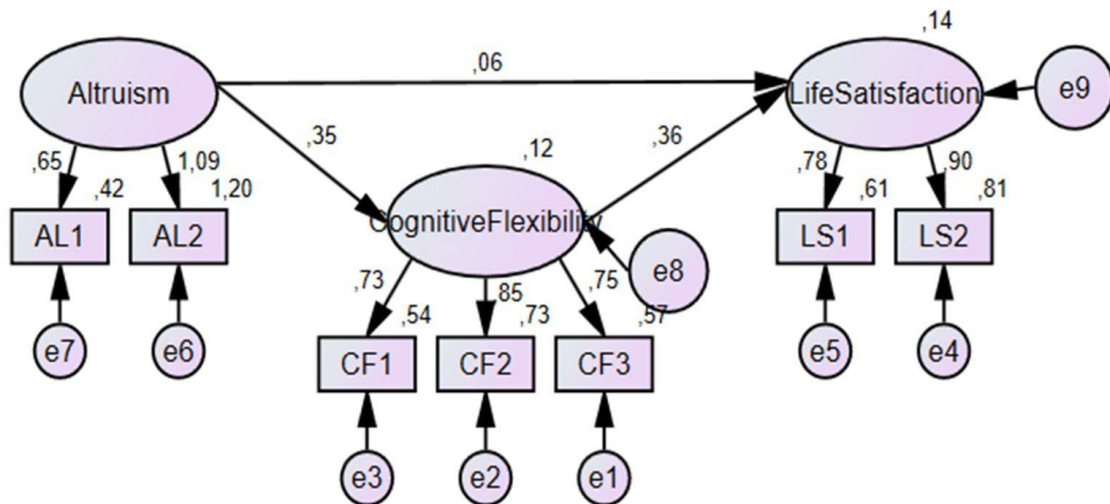 ,14
,06
Altruism
LifeSatisfaction
e9
,35
,12
,36
,65
1,09
,78
,90
,42
1,20
,61
,81
CognitiveFlexibility
AL1
AL2
LS1
LS2
e8
,73
85
,75
,54
,73
,57
e7
e6
e5
e4
CF1
CF2
CF3
e3
e2
e1